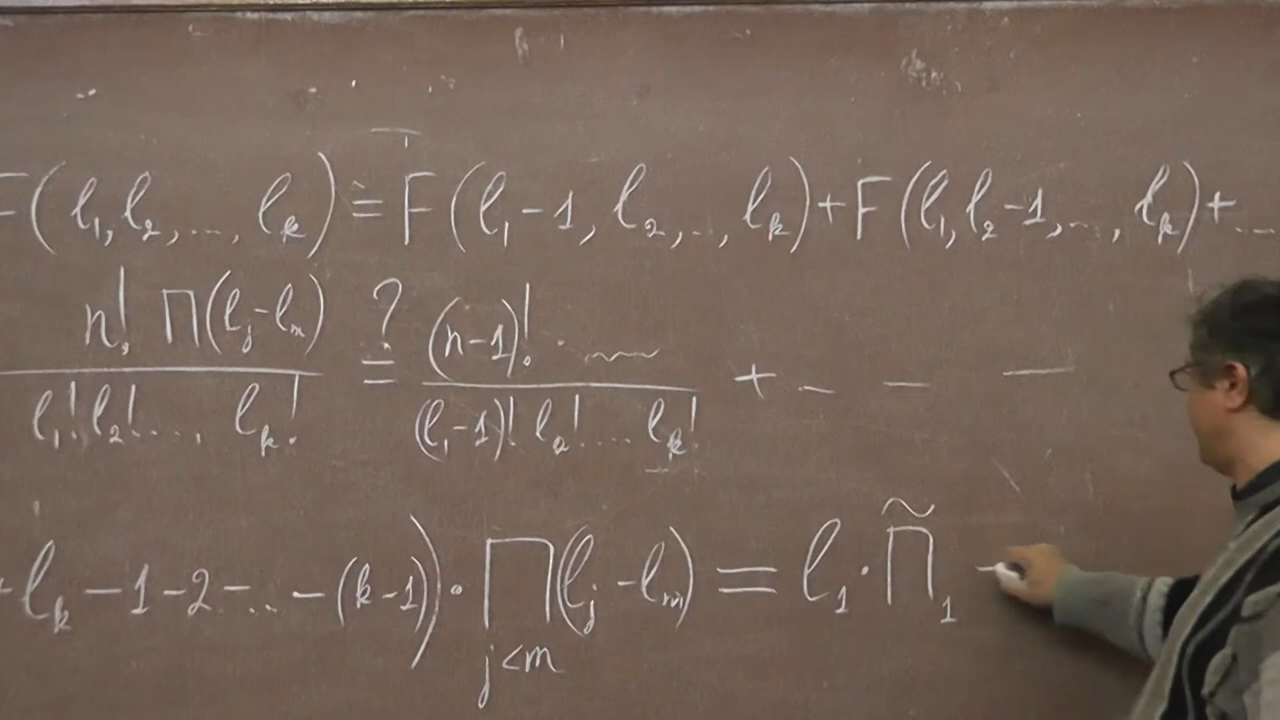 F(ℓ₁, ℓ₂, ..., ℓₖ) ≐ F(ℓ₁-1, ℓ₂, .., ℓₖ) + F(ℓ₁, ℓ₂-1, .., ℓₖ) + ...
n! ∏(ℓⱼ-ℓₘ) / ℓ₁! ℓ₂! ..., ℓₖ! =? (n-1)! · ~~~ / (ℓ₁-1)! ℓ₂! .... ℓₖ! + - - -
ℓₖ - 1 - 2 - ... - (k-1)) · ∏_{j<m} (ℓⱼ - ℓₘ) = ℓ₁ · ∏̃₁ -